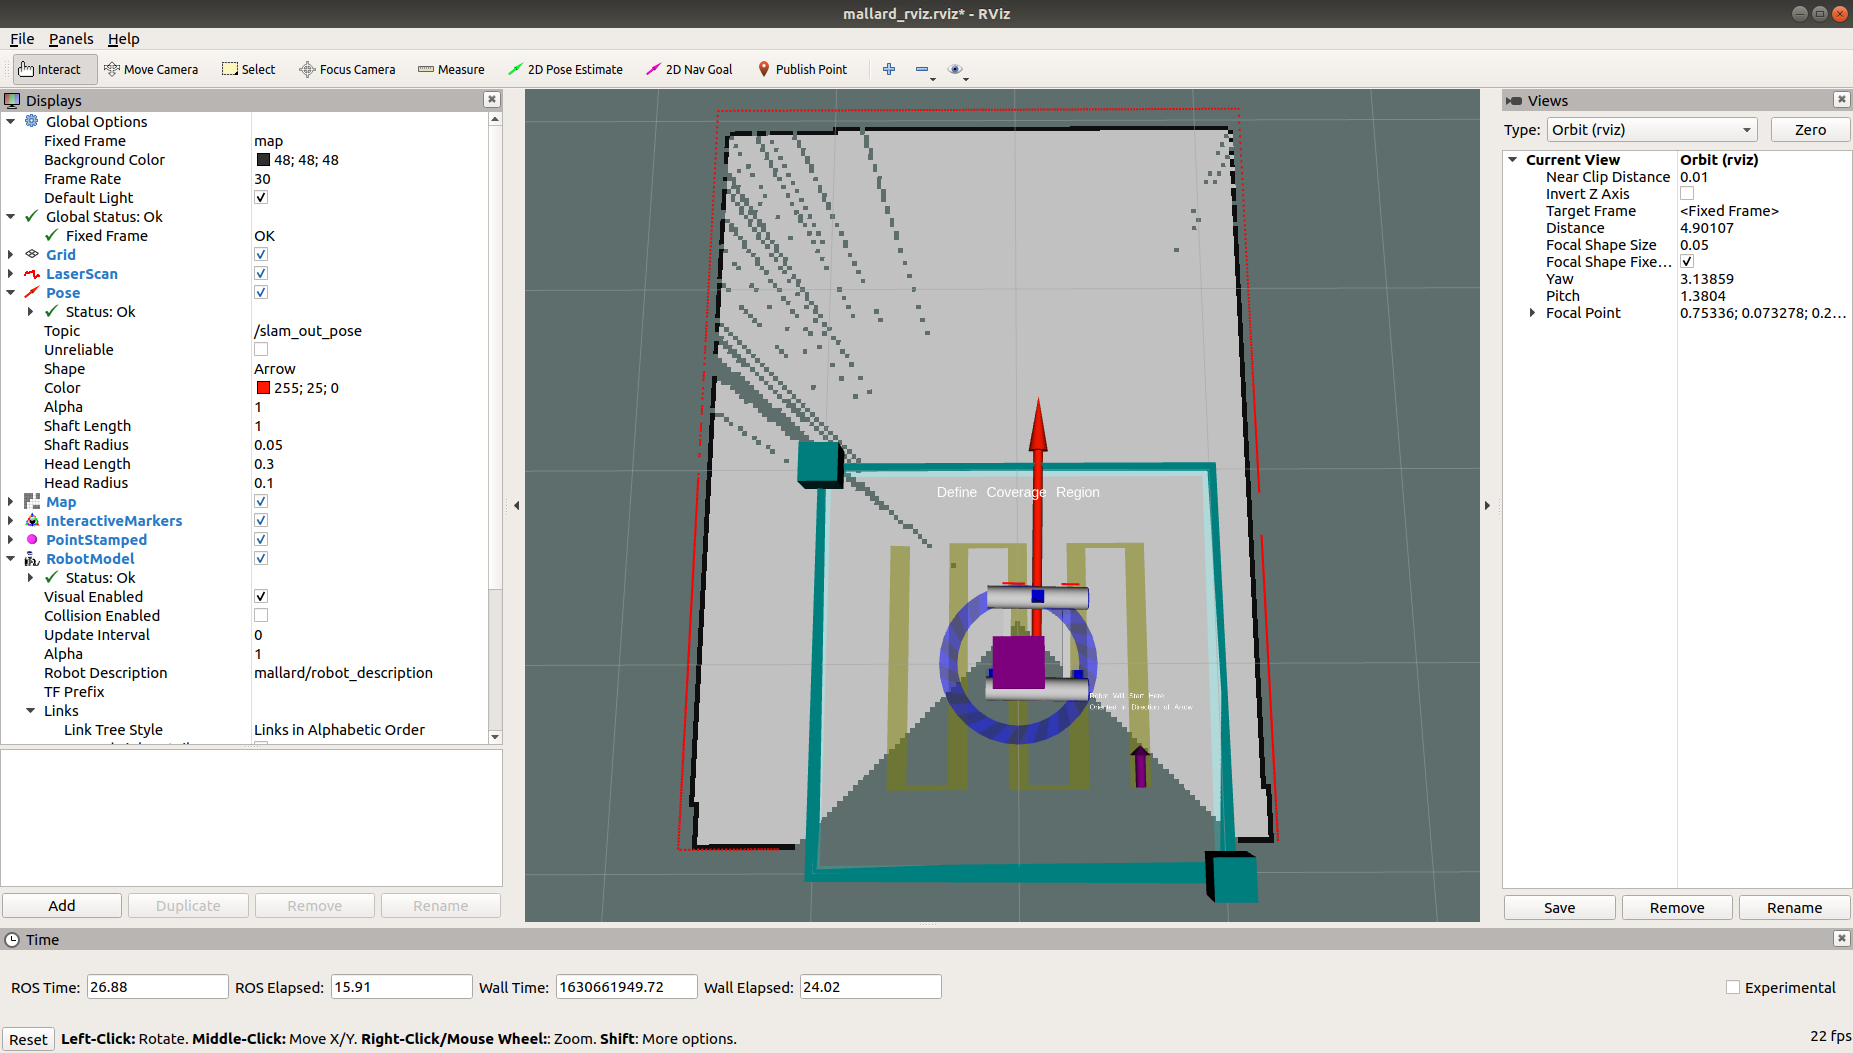 mallard_rviz.rviz* - RViz
File Panels Help
Interact Move Camera Select Focus Camera Measure 2D Pose Estimate 2D Nav Goal Publish Point
Displays
Global Options
Fixed Frame map
Background Color 48; 48; 48
Frame Rate 30
Default Light
Global Status: Ok
Fixed Frame OK
Grid
LaserScan
Pose
Status: Ok
Topic /slam_out_pose
Unreliable
Shape Arrow
Color 255; 25; 0
Alpha 1
Shaft Length 1
Shaft Radius 0.05
Head Length 0.3
Head Radius 0.1
Map
InteractiveMarkers
PointStamped
RobotModel
Status: Ok
Visual Enabled
Collision Enabled
Update Interval 0
Alpha 1
Robot Description mallard/robot_description
TF Prefix
Links
Link Tree Style Links in Alphabetic Order
Add Duplicate Remove Rename
Define Coverage Region
Robot Will Start Here
Oriented in Direction of Arrow
Views
Type: Orbit (rviz) Zero
Current View Orbit (rviz)
Near Clip Distance 0.01
Invert Z Axis
Target Frame <Fixed Frame>
Distance 4.90107
Focal Shape Size 0.05
Focal Shape Fixe...
Yaw 3.13859
Pitch 1.3804
Focal Point 0.75336; 0.073278; 0.2...
Save Remove Rename
Time
ROS Time: 26.88 ROS Elapsed: 15.91 Wall Time: 1630661949.72 Wall Elapsed: 24.02 Experimental
Reset Left-Click: Rotate. Middle-Click: Move X/Y. Right-Click/Mouse Wheel:: Zoom. Shift: More options. 22 fps